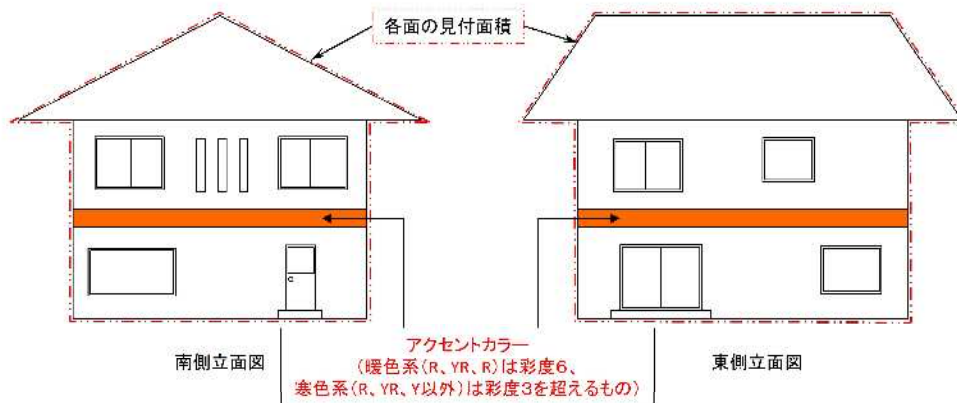 各面の見付面積
南側立面図
アクセントカラー
(暖色系(R、YR、R)は彩度6、
寒色系(R、YR、Y以外)は彩度3を超えるもの)
東側立面図